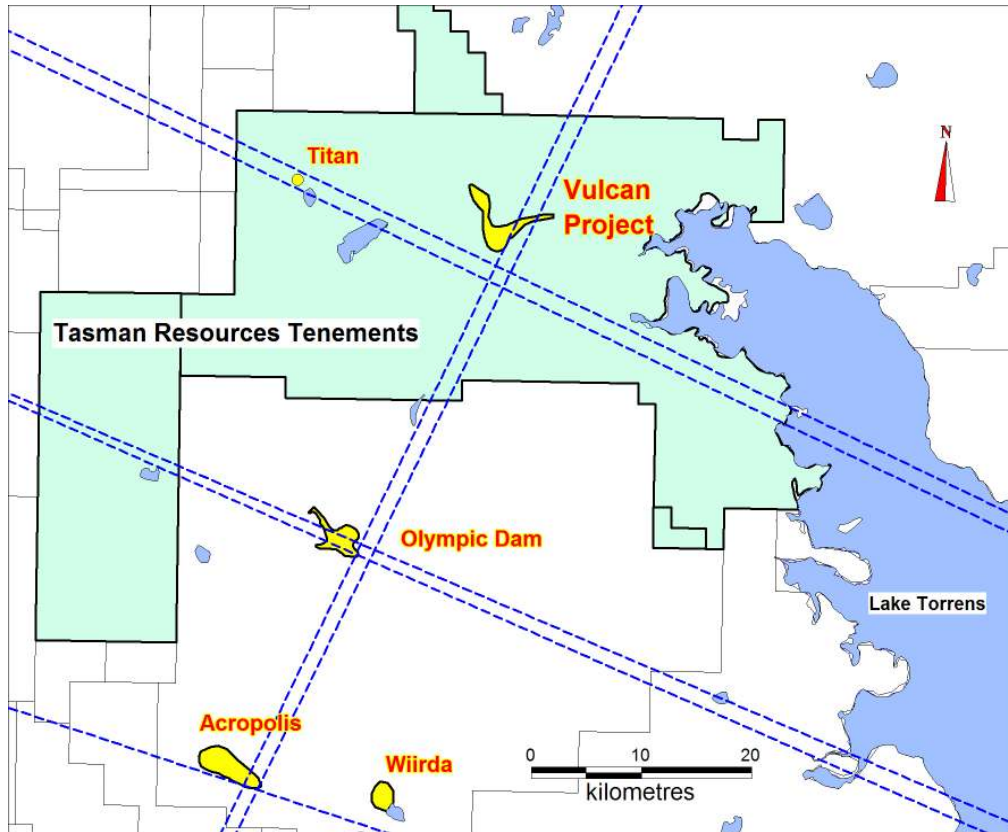 N
Titan
Vulcan
Project
Tasman Resources Tenements
Olympic Dam
Lake Torrens
Acropolis
Wiirda
0 10 20
kilometres